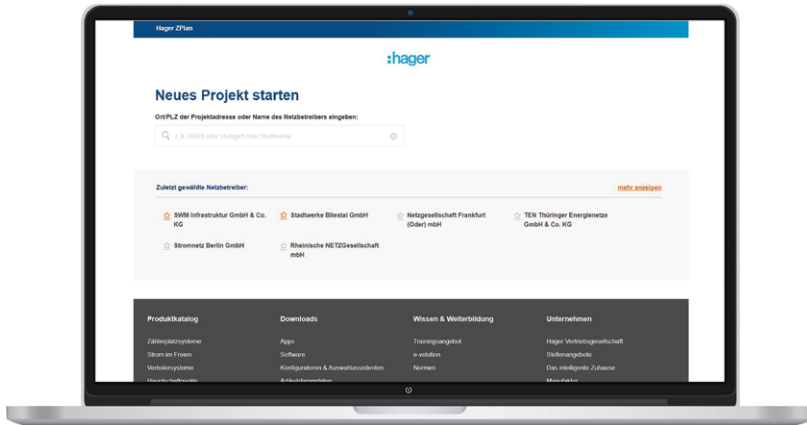 Hager ZPlan
:hager
Neues Projekt starten
Ort/PLZ der Projektadresse oder Name des Netzbetreibers eingeben:
z. B. 60439 oder Stuttgart oder Stadtwerke
Zuletzt gewählte Netzbetreiber:
mehr anzeigen
SWM Infrastruktur GmbH & Co.
KG
Stadtwerke Bliestal GmbH
Netzgesellschaft Frankfurt
(Oder) mbH
TEN Thüringer Energienetze
GmbH & Co. KG
Stromnetz Berlin GmbH
Rheinische NETZGesellschaft
mbH
Produktkatalog
Downloads
Wissen & Weiterbildung
Unternehmen
Zählerplatzsysteme
Apps
Trainingsangebot
Hager Vertriebsgesellschaft
Strom im Freien
Software
e-volution
Stellenangebote
Verteilersysteme
Konfiguratoren & Auswahlassistenten
Normen
Das intelligente Zuhause